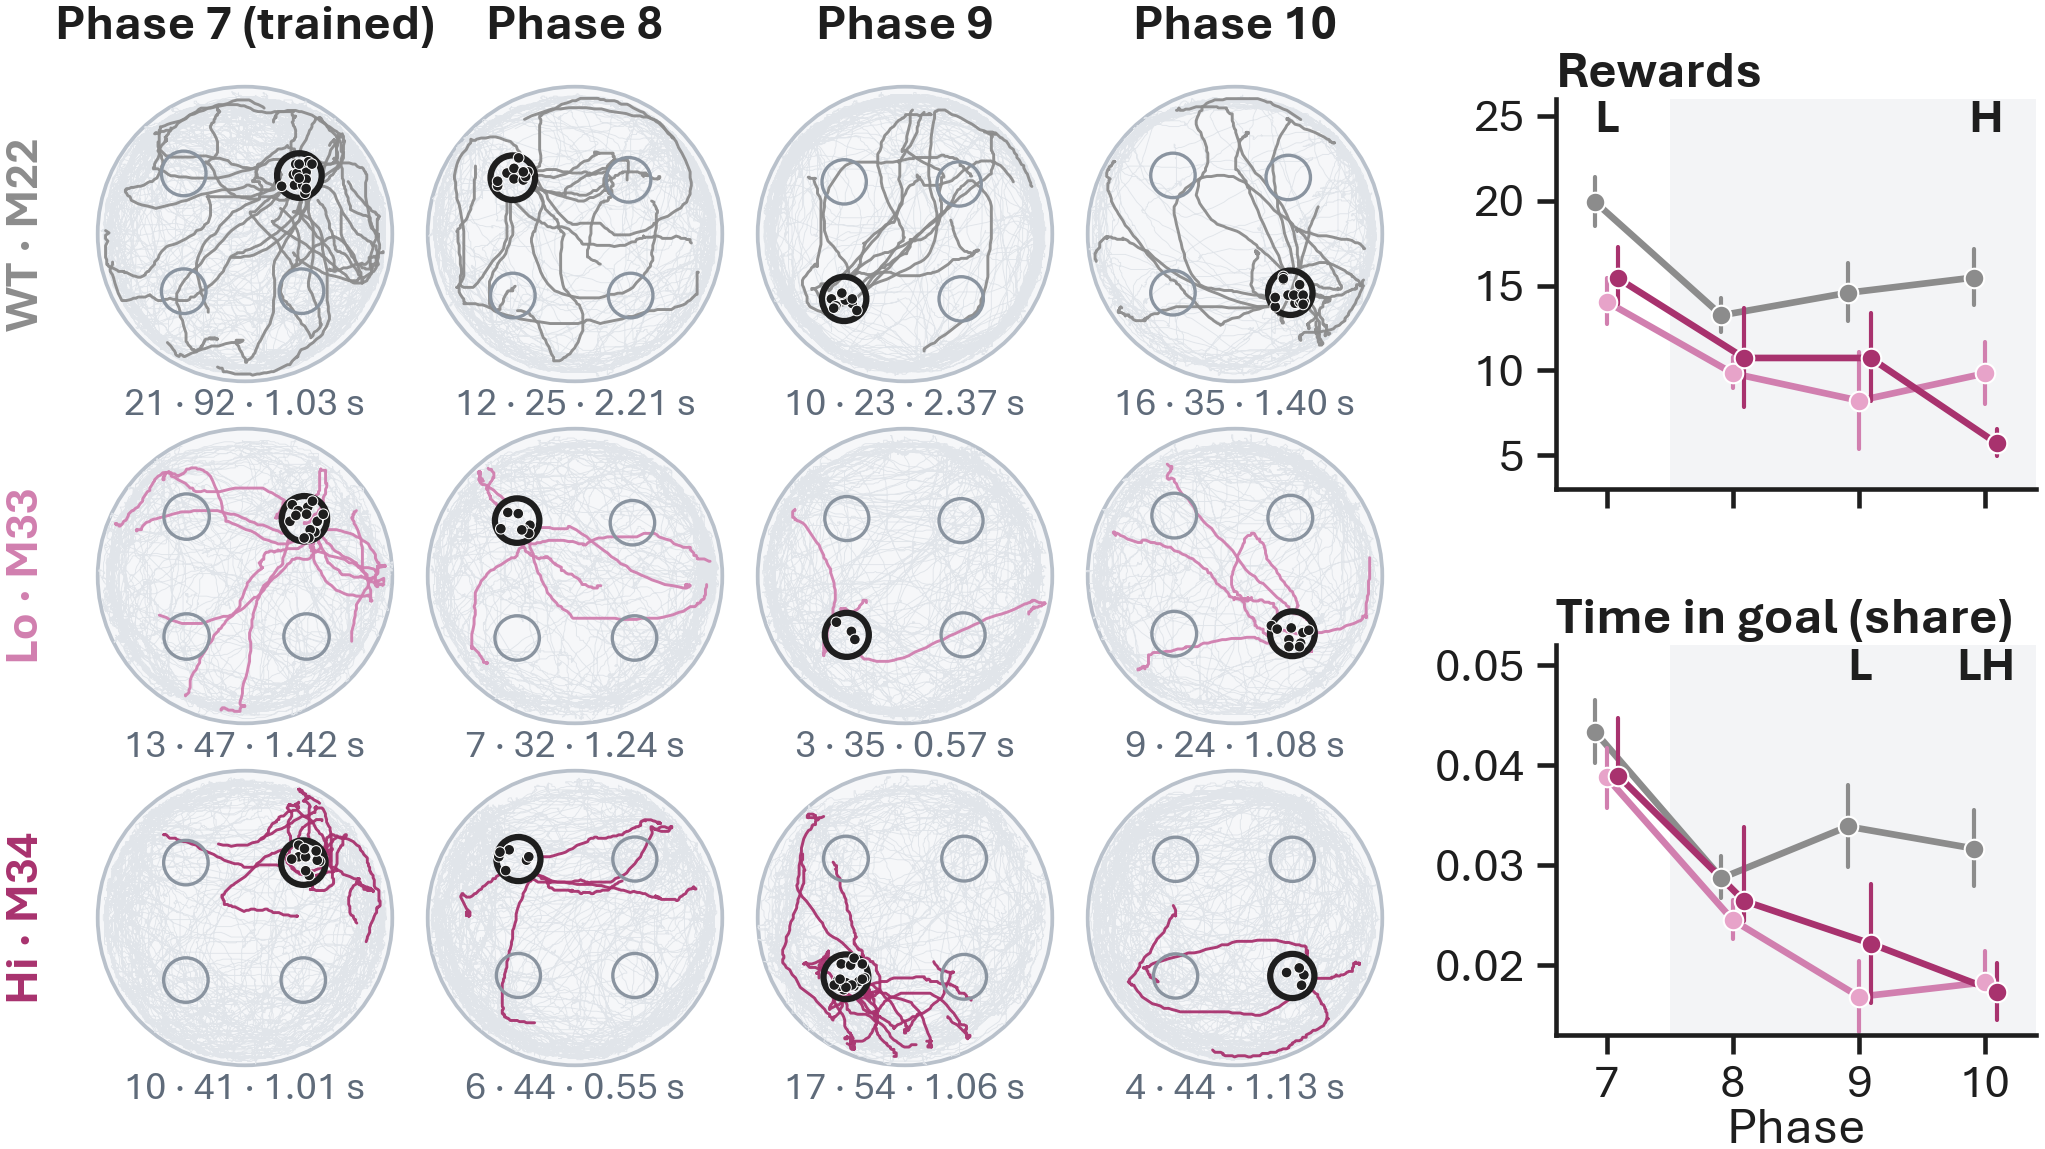 Phase 7 (trained) Phase 8 Phase 9 Phase 10
WT · M22
21 · 92 · 1.03 s
12 · 25 · 2.21 s
10 · 23 · 2.37 s
16 · 35 · 1.40 s
Lo · M33
13 · 47 · 1.42 s
7 · 32 · 1.24 s
3 · 35 · 0.57 s
9 · 24 · 1.08 s
Hi · M34
10 · 41 · 1.01 s
6 · 44 · 0.55 s
17 · 54 · 1.06 s
4 · 44 · 1.13 s
Rewards
L H
25
20
15
10
5
Time in goal (share)
L LH
0.05
0.04
0.03
0.02
7 8 9 10
Phase